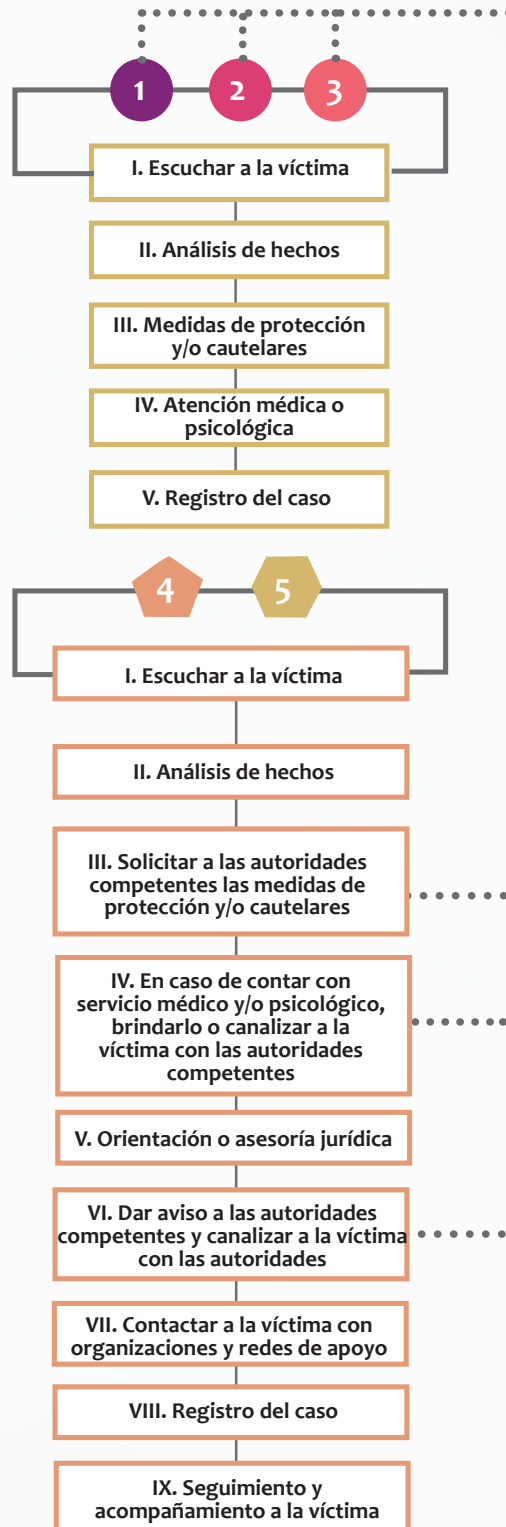 1 2 3
I. Escuchar a la víctima
II. Análisis de hechos
III. Medidas de protección
y/o cautelares
IV. Atención médica o
psicológica
V. Registro del caso
4 5
I. Escuchar a la víctima
II. Análisis de hechos
III. Solicitar a las autoridades
competentes las medidas de
protección y/o cautelares
IV. En caso de contar con
servicio médico y/o psicológico,
brindarlo o canalizar a la
víctima con las autoridades
competentes
V. Orientación o asesoría jurídica
VI. Dar aviso a las autoridades
competentes y canalizar a la víctima
con las autoridades
VII. Contactar a la víctima con
organizaciones y redes de apoyo
VIII. Registro del caso
IX. Seguimiento y
acompañamiento a la víctima